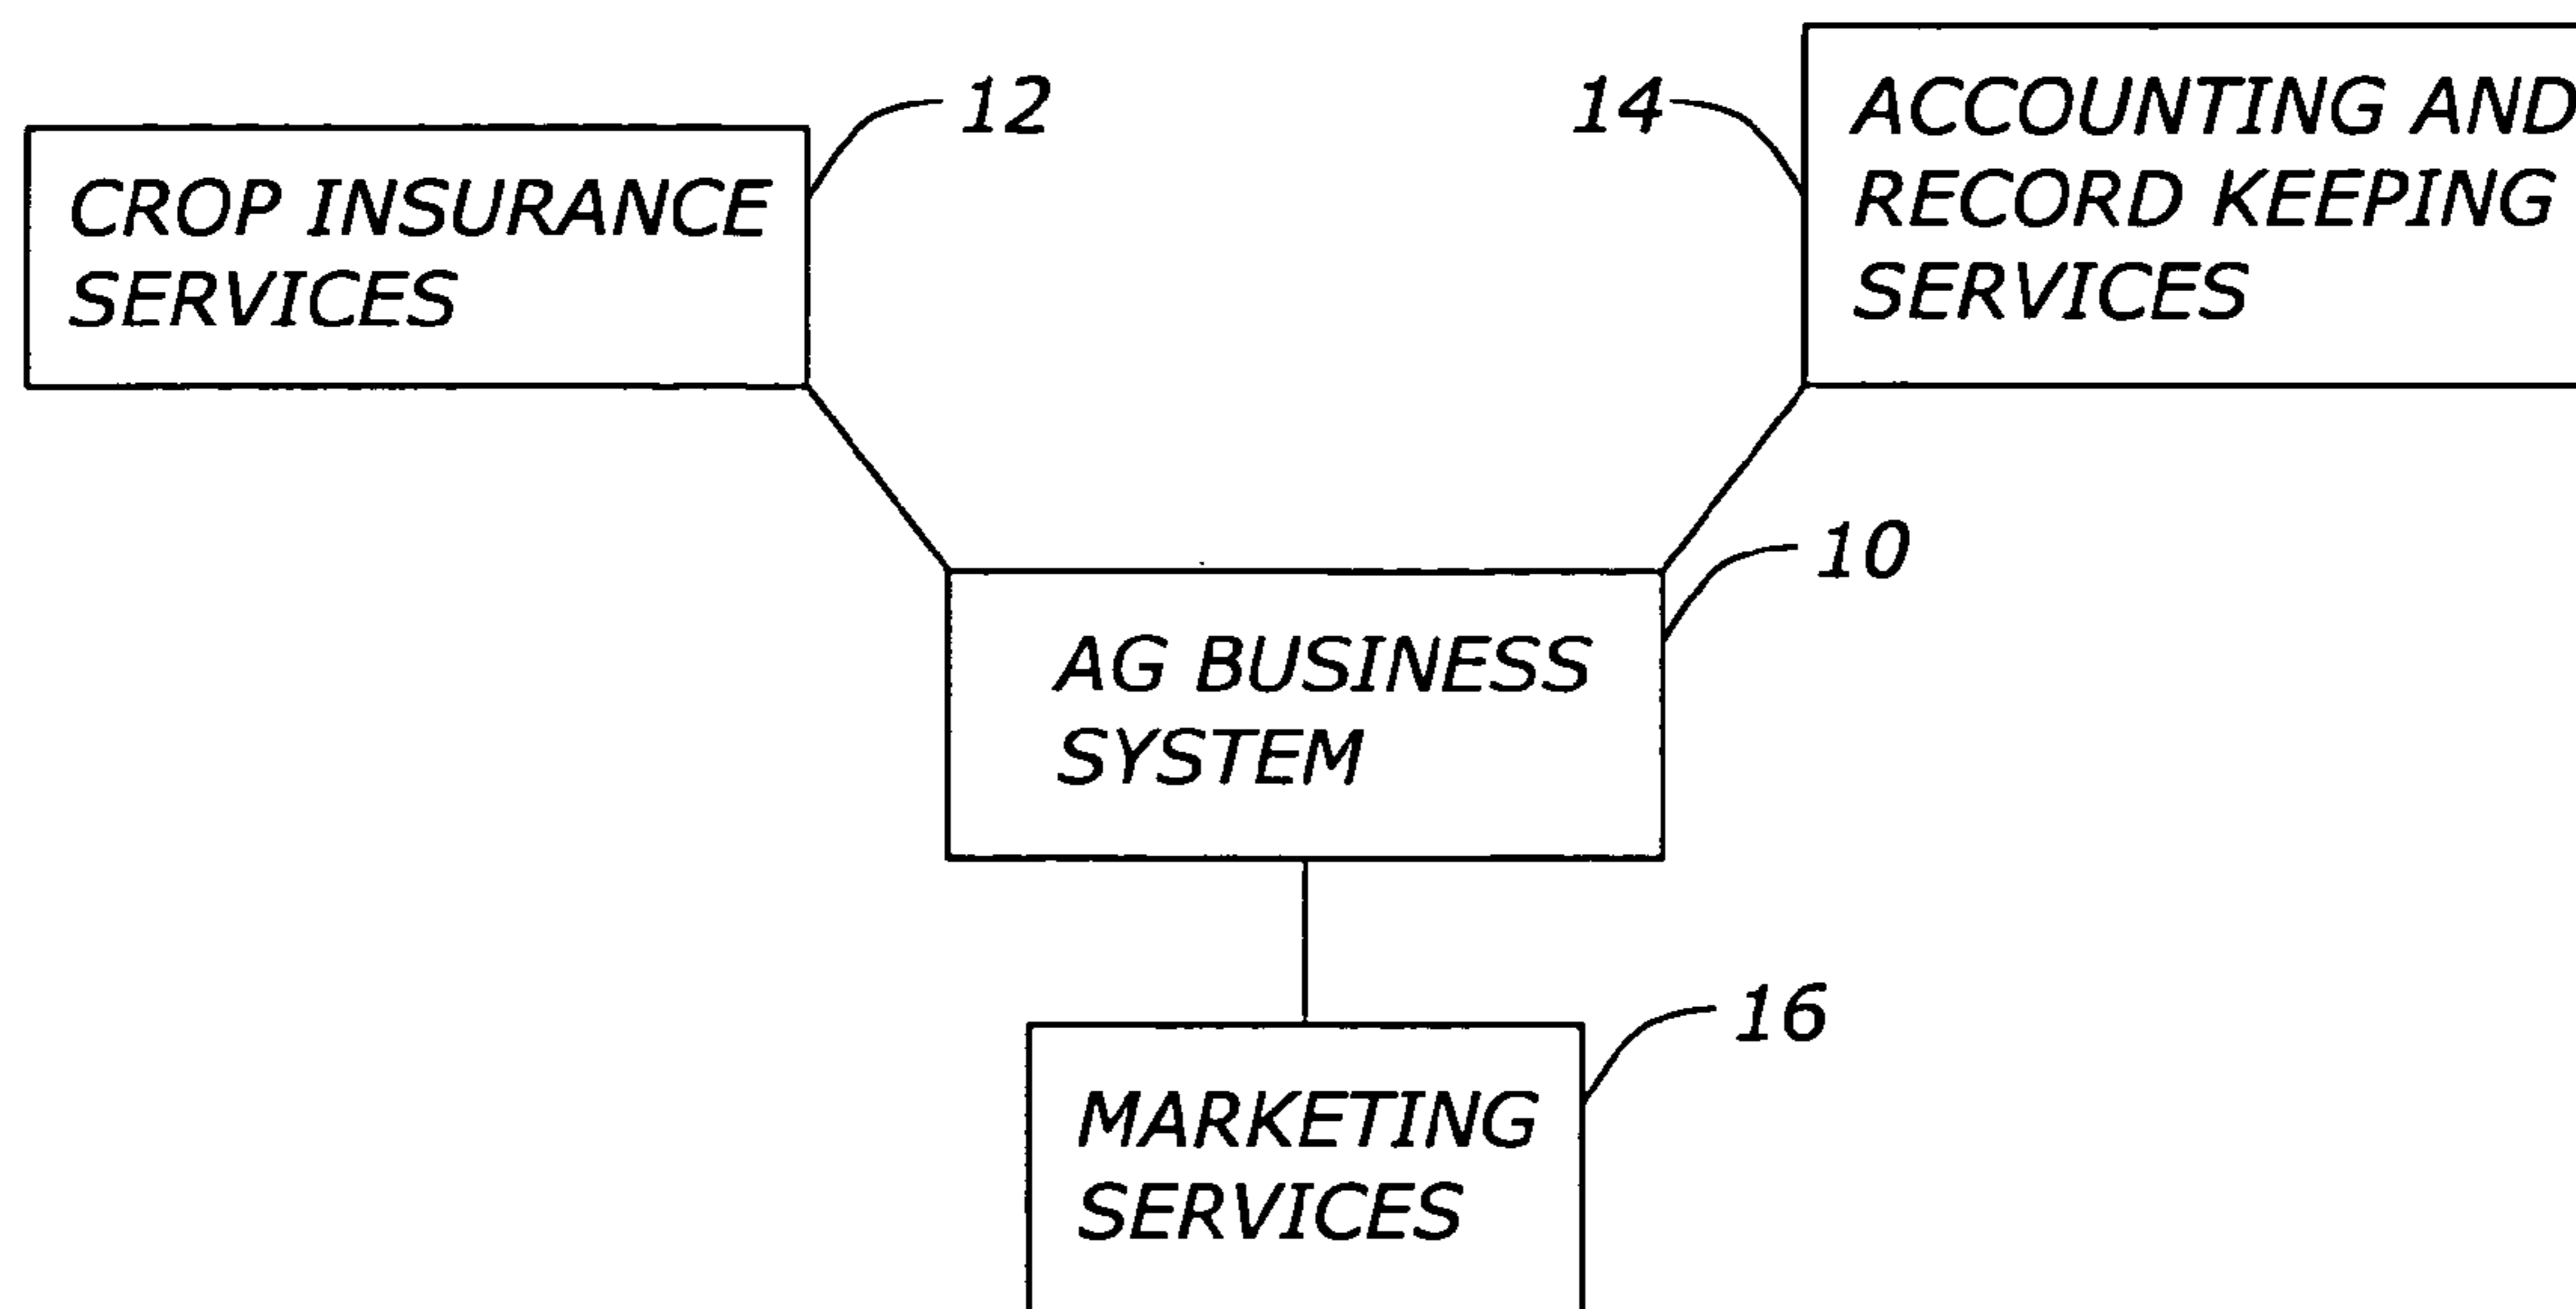 12
CROP INSURANCE
SERVICES
14
ACCOUNTING AND
RECORD KEEPING
SERVICES
10
AG BUSINESS
SYSTEM
16
MARKETING
SERVICES